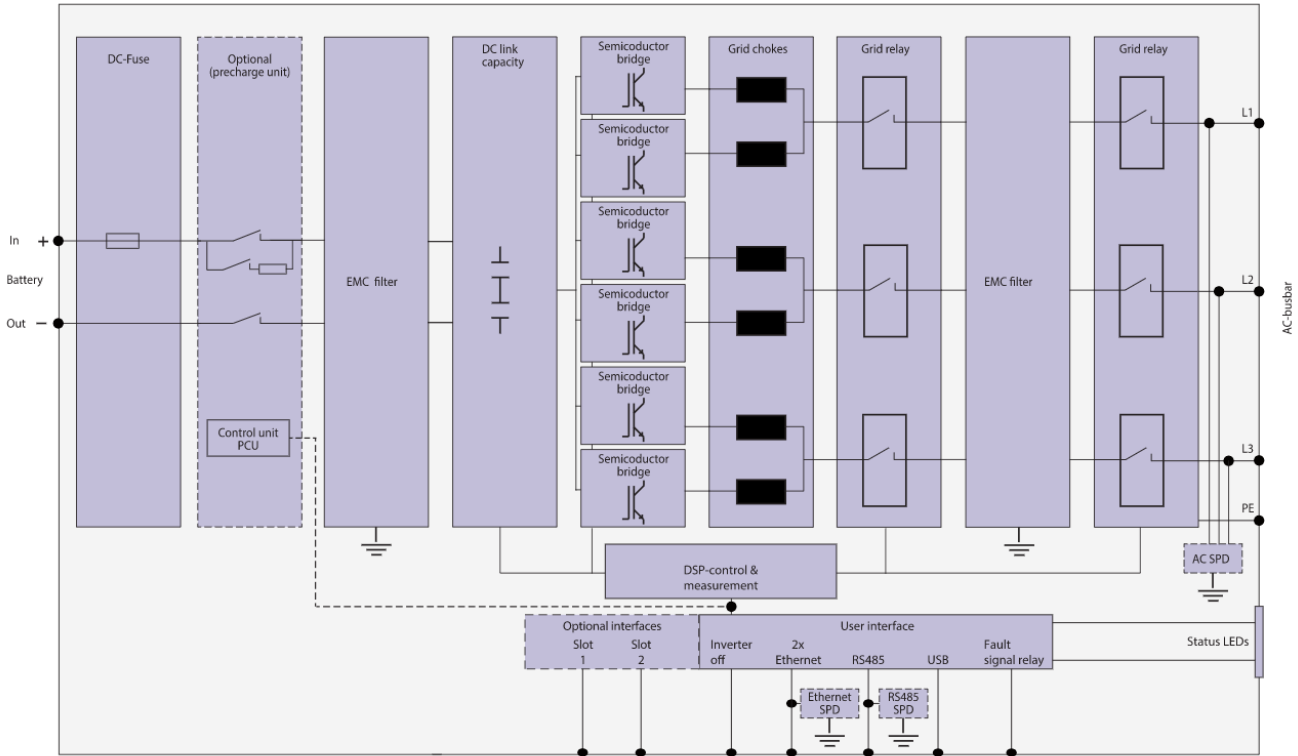 DC-Fuse
Optional
(precharge unit)
EMC filter
DC link
capacity
Semicoductor
bridge
Semicoductor
bridge
Semicoductor
bridge
Semicoductor
bridge
Semicoductor
bridge
Semicoductor
bridge
Grid chokes
Grid relay
EMC filter
Grid relay
L1
L2
L3
PE
AC-busbar
In +
Battery
Out −
Control unit
PCU
DSP-control &
measurement
AC SPD
Optional interfaces
Slot
1
Slot
2
User interface
Inverter
off
2x
Ethernet
RS485
USB
Fault
signal relay
Status LEDs
Ethernet
SPD
RS485
SPD